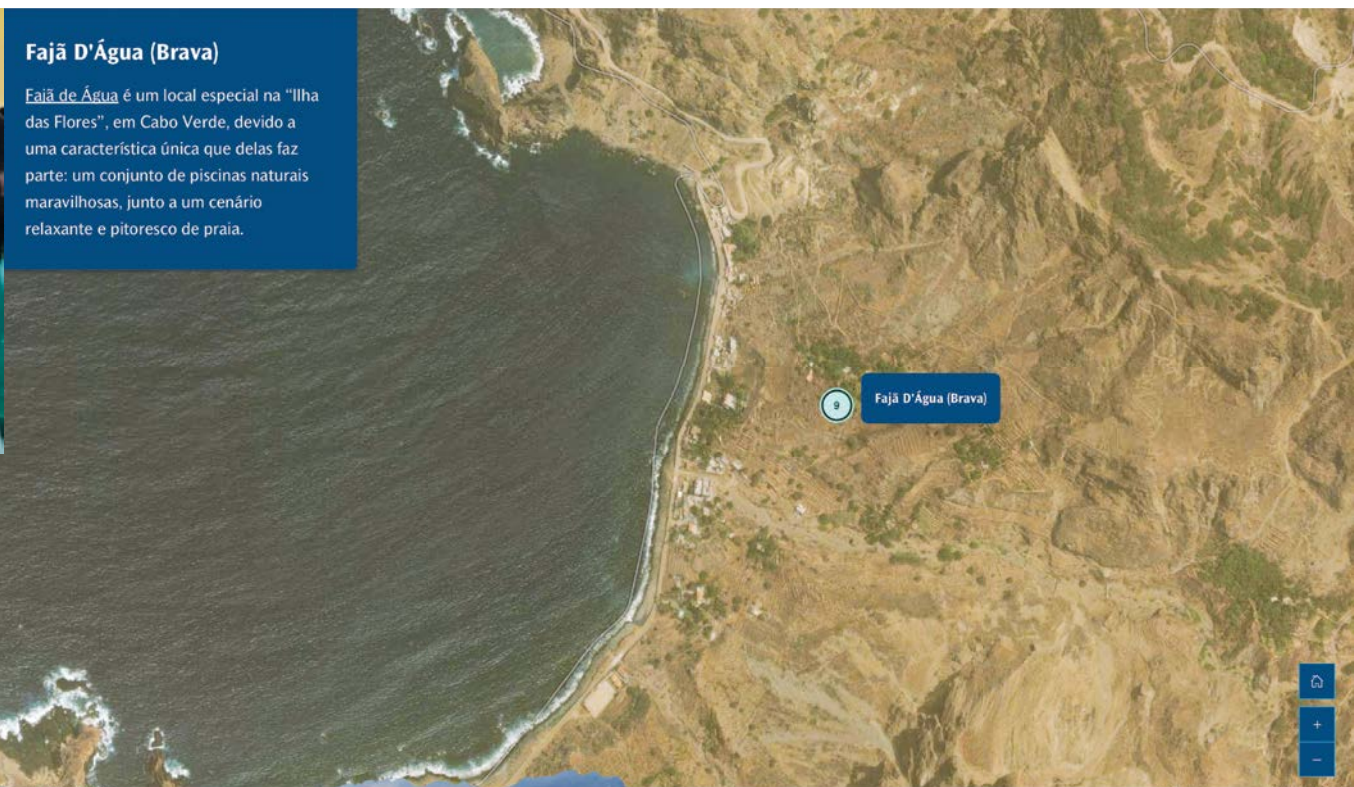 Fajã D'Água (Brava)
Fajã de Água é um local especial na “Ilha
das Flores”, em Cabo Verde, devido a
uma característica única que delas faz
parte: um conjunto de piscinas naturais
maravilhosas, junto a um cenário
relaxante e pitoresco de praia.
9
Fajã D'Água (Brava)
+
−